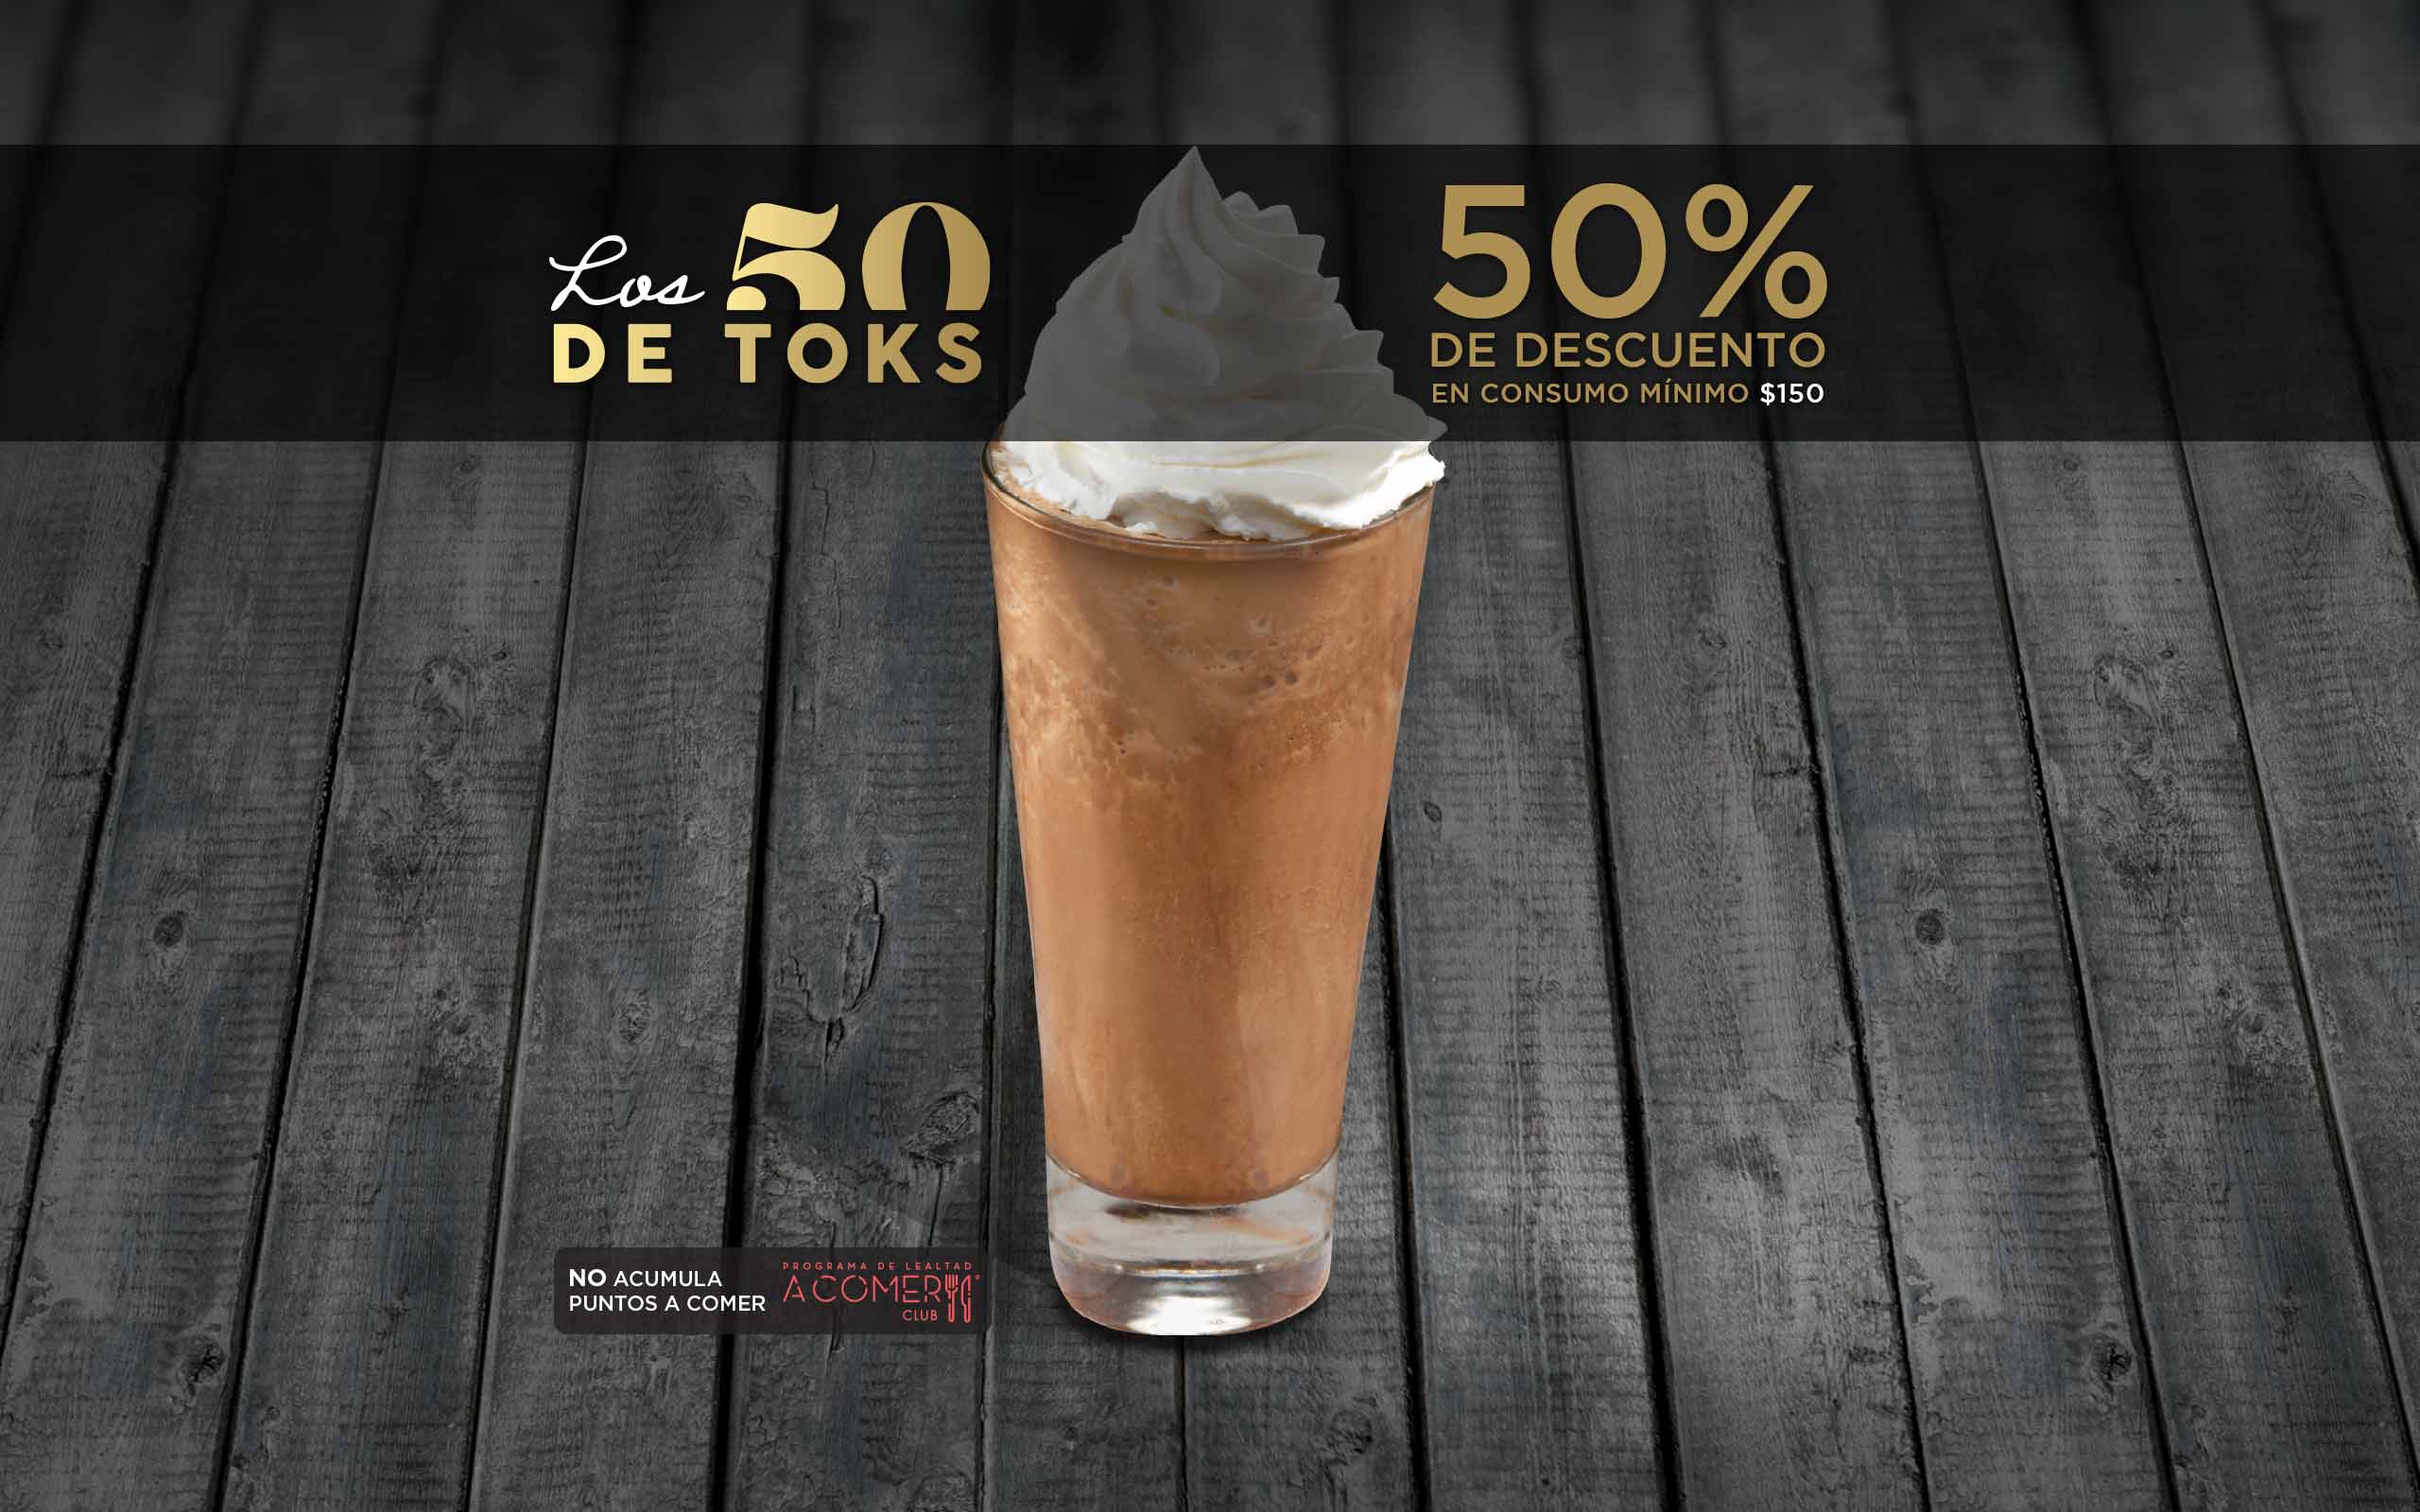 Los 50
DE TOKS
50%
DE DESCUENTO
EN CONSUMO MÍNIMO $150
NO ACUMULA
PUNTOS A COMER
PROGRAMA DE LEALTAD
A COMER
CLUB